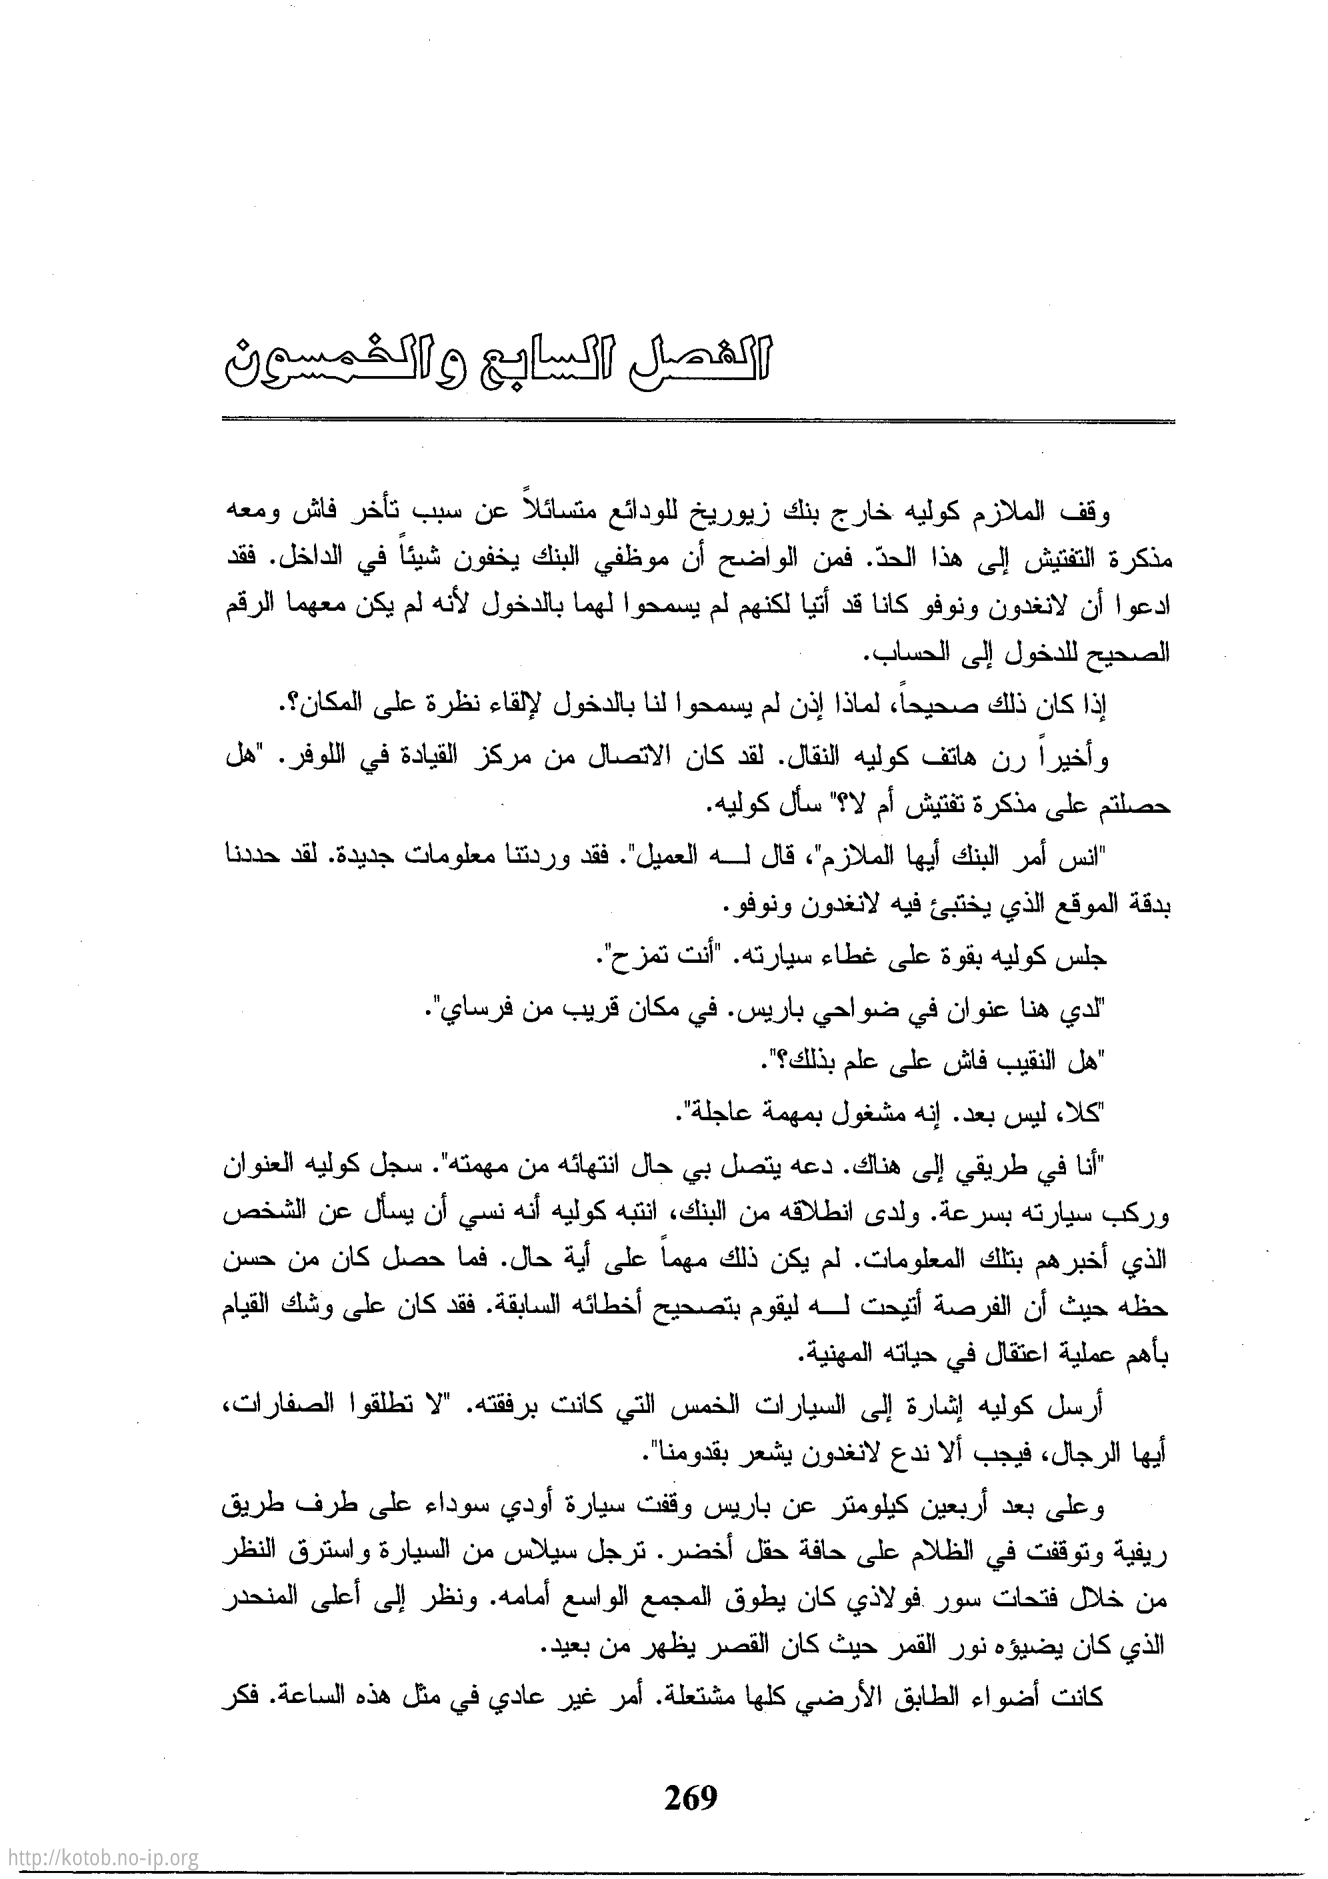 الفصل السابع والخمسون
وقف الملازم كوليه خارج بنك زيوريخ للودائع متسائلاً عن سبب تأخر فاش ومعه
مذكرة التفتيش إلى هذا الحدّ. فمن الواضح أن موظفي البنك يخفون شيئاً في الداخل. فقد
ادعوا أن لانغدون ونوفو كانا قد أتيا لكنهم لم يسمحوا لهما بالدخول لأنه لم يكن معهما الرقم
الصحيح للدخول إلى الحساب.
إذا كان ذلك صحيحاً، لماذا إذن لم يسمحوا لنا بالدخول لإلقاء نظرة على المكان؟.
وأخيراً رن هاتف كوليه النقال. لقد كان الاتصال من مركز القيادة في اللوفر. "هل
حصلتم على مذكرة تفتيش أم لا؟" سأل كوليه.
"انس أمر البنك أيها الملازم"، قال لـــه العميل". فقد وردتنا معلومات جديدة. لقد حددنا
بدقة الموقع الذي يختبئ فيه لانغدون ونوفو.
جلس كوليه بقوة على غطاء سيارته. "أنت تمزح".
"لدي هنا عنوان في ضواحي باريس. في مكان قريب من فرساي".
"هل النقيب فاش على علم بذلك؟".
"كلا، ليس بعد. إنه مشغول بمهمة عاجلة".
"أنا في طريقي إلى هناك. دعه يتصل بي حال انتهائه من مهمته". سجل كوليه العنوان
وركب سيارته بسرعة. ولدى انطلاقه من البنك، انتبه كوليه أنه نسي أن يسأل عن الشخص
الذي أخبرهم بتلك المعلومات. لم يكن ذلك مهماً على أية حال. فما حصل كان من حسن
حظه حيث أن الفرصة أتيحت لـــه ليقوم بتصحيح أخطائه السابقة. فقد كان على وشك القيام
بأهم عملية اعتقال في حياته المهنية.
أرسل كوليه إشارة إلى السيارات الخمس التي كانت برفقته. "لا تطلقوا الصفارات،
أيها الرجال، فيجب ألا ندع لانغدون يشعر بقدومنا".
وعلى بعد أربعين كيلومتر عن باريس وقفت سيارة أودي سوداء على طرف طريق
ريفية وتوقفت في الظلام على حافة حقل أخضر. ترجل سيلاس من السيارة واسترق النظر
من خلال فتحات سور فولاذي كان يطوق المجمع الواسع أمامه. ونظر إلى أعلى المنحدر
الذي كان يضيؤه نور القمر حيث كان القصر يظهر من بعيد.
كانت أضواء الطابق الأرضي كلها مشتعلة. أمر غير عادي في مثل هذه الساعة. فكر
269
http://kotob.no-ip.org